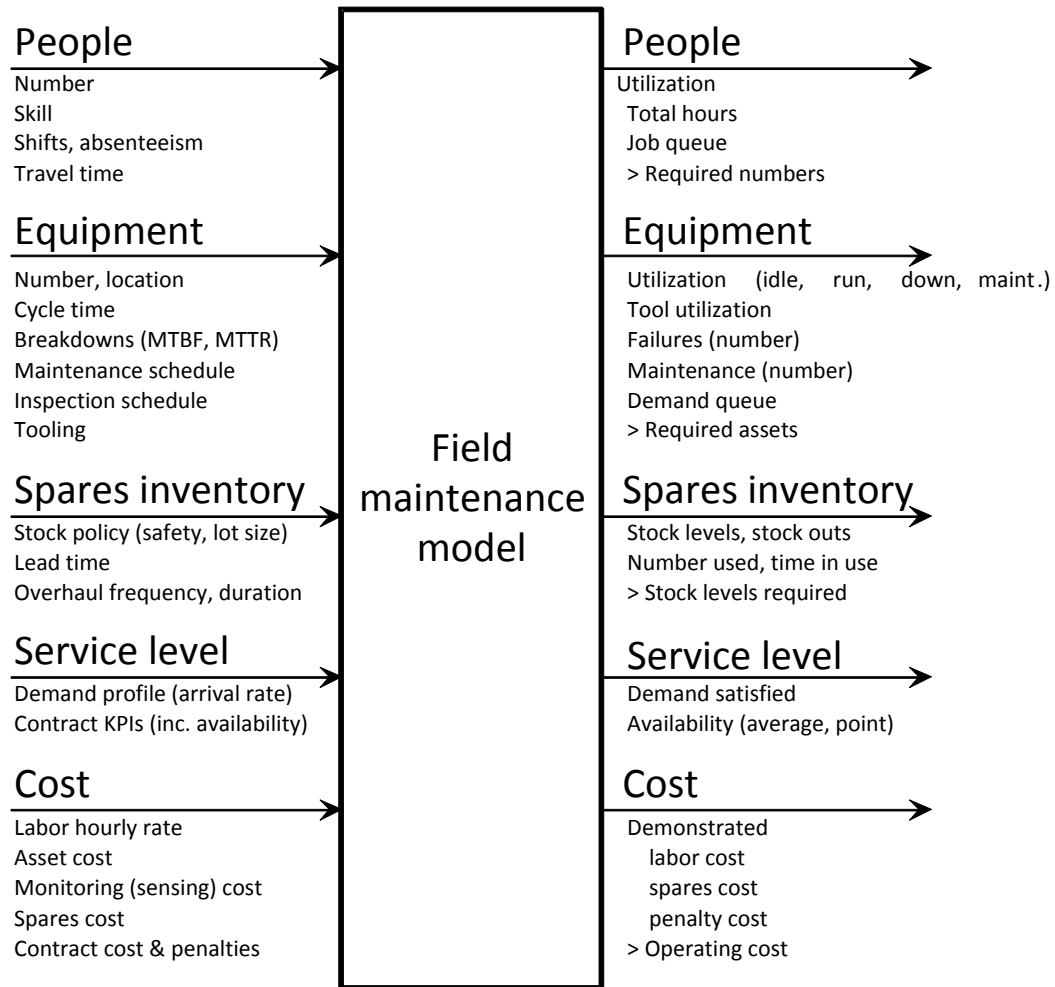 People
Number
Skill
Shifts, absenteeism
Travel time
Equipment
Number, location
Cycle time
Breakdowns (MTBF, MTTR)
Maintenance schedule
Inspection schedule
Tooling
Spares inventory
Stock policy (safety, lot size)
Lead time
Overhaul frequency, duration
Service level
Demand profile (arrival rate)
Contract KPIs (inc. availability)
Cost
Labor hourly rate
Asset cost
Monitoring (sensing) cost
Spares cost
Contract cost & penalties
Field
maintenance
model
People
Utilization
Total hours
Job queue
> Required numbers
Equipment
Utilization (idle, run, down, maint.)
Tool utilization
Failures (number)
Maintenance (number)
Demand queue
> Required assets
Spares inventory
Stock levels, stock outs
Number used, time in use
> Stock levels required
Service level
Demand satisfied
Availability (average, point)
Cost
Demonstrated
labor cost
spares cost
penalty cost
> Operating cost